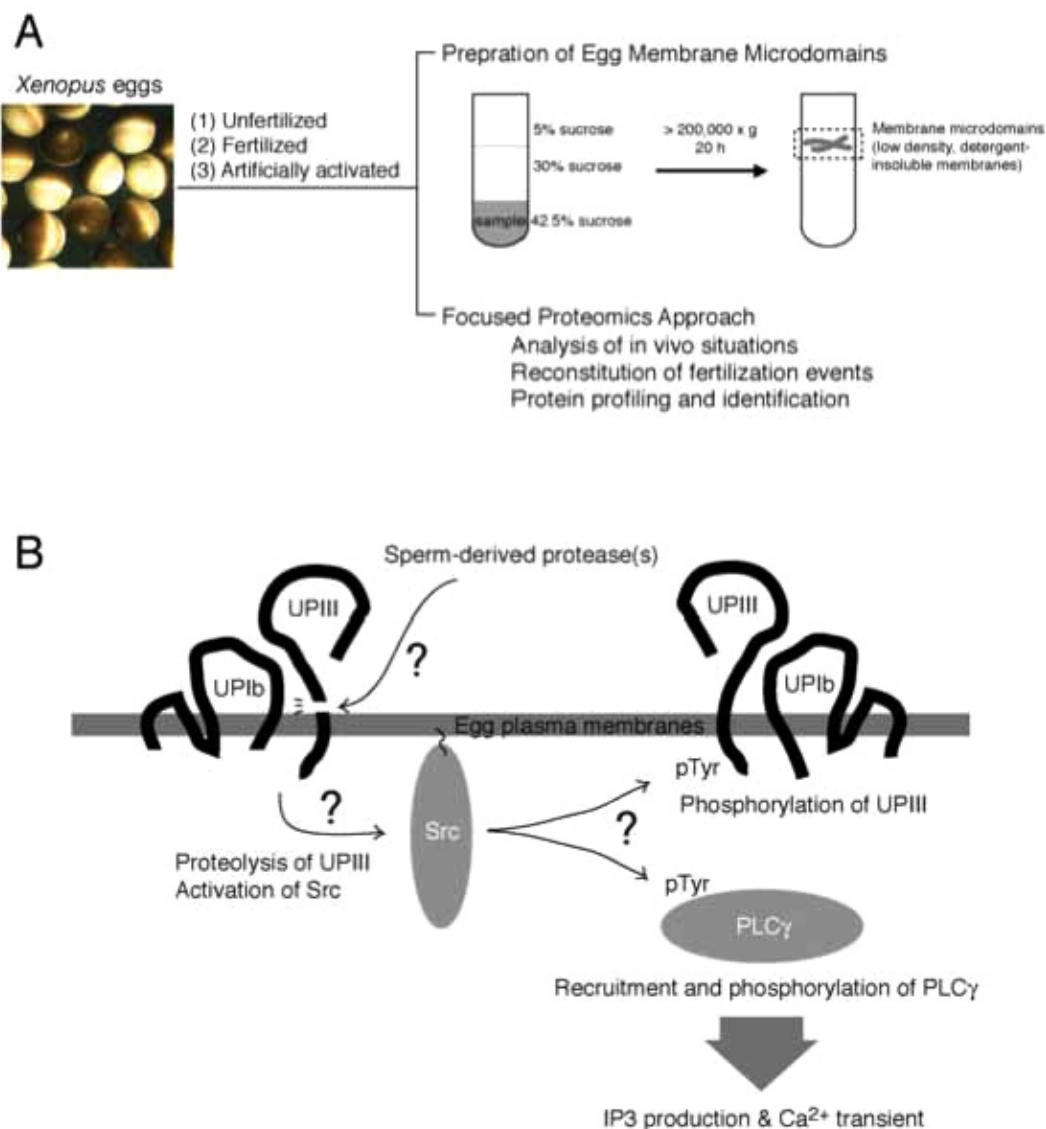 A
Xenopus eggs
(1) Unfertilized
(2) Fertilized
(3) Artificially activated
Prepration of Egg Membrane Microdomains
5% sucrose
30% sucrose
sample 42.5% sucrose
> 200,000 x g
20 h
Membrane microdomains
(low density, detergent-
insoluble membranes)
Focused Proteomics Approach
Analysis of in vivo situations
Reconstitution of fertilization events
Protein profiling and identification
B
Sperm-derived protease(s)
UPIII
UPIb
?
UPIII
UPIb
Egg plasma membranes
?
Proteolysis of UPIII
Activation of Src
Src
?
pTyr
Phosphorylation of UPIII
pTyr
PLCγ
Recruitment and phosphorylation of PLCγ
IP3 production & Ca2+ transient